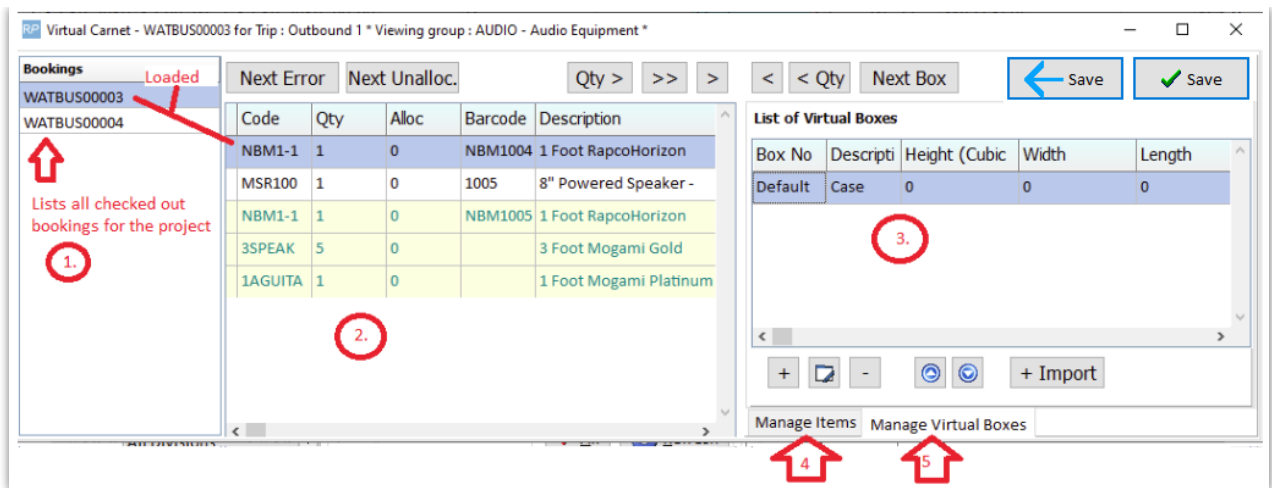 RP Virtual Carnet - WATBUS00003 for Trip : Outbound 1 * Viewing group : AUDIO - Audio Equipment *
Bookings
WATBUS00003
WATBUS00004
Loaded
Lists all checked out
bookings for the project
1.
Next Error Next Unalloc. Qty > >> >
Code Qty Alloc Barcode Description
NBM1-1 1 0 NBM1004 1 Foot RapcoHorizon
MSR100 1 0 1005 8" Powered Speaker -
NBM1-1 1 0 NBM1005 1 Foot RapcoHorizon
3SPEAK 5 0 3 Foot Mogami Gold
1AGUITA 1 0 1 Foot Mogami Platinum
2.
< < Qty Next Box Save Save
List of Virtual Boxes
Box No Descripti Height (Cubic Width Length
Default Case 0 0 0
3.
+ - + Import
Manage Items Manage Virtual Boxes
4 5